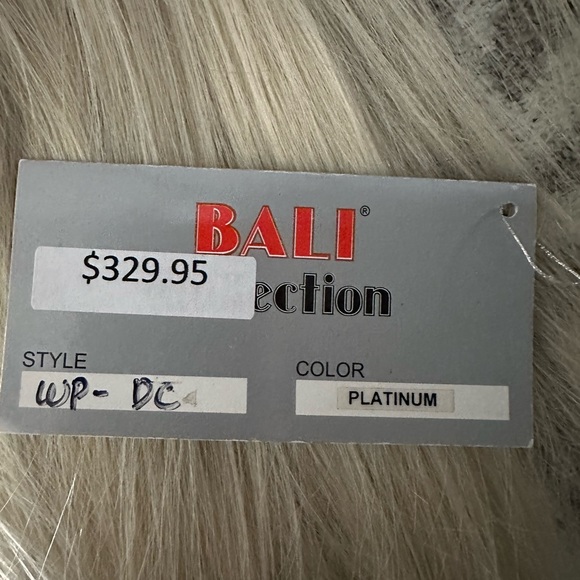 BALI®
$329.95
ection
STYLE
WP- DC
COLOR
PLATINUM